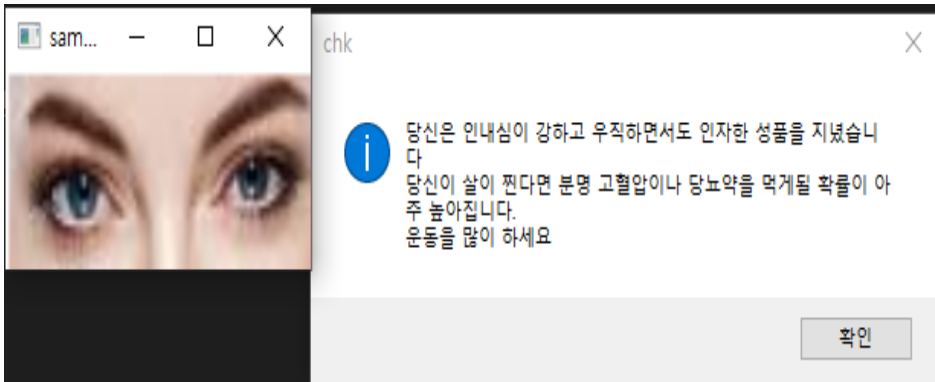 sam...
chk
당신은 인내심이 강하고 우직하면서도 인자한 성품을 지녔습니
다
당신이 살이 찐다면 분명 고혈압이나 당뇨약을 먹게될 확률이 아
주 높아집니다.
운동을 많이 하세요
확인